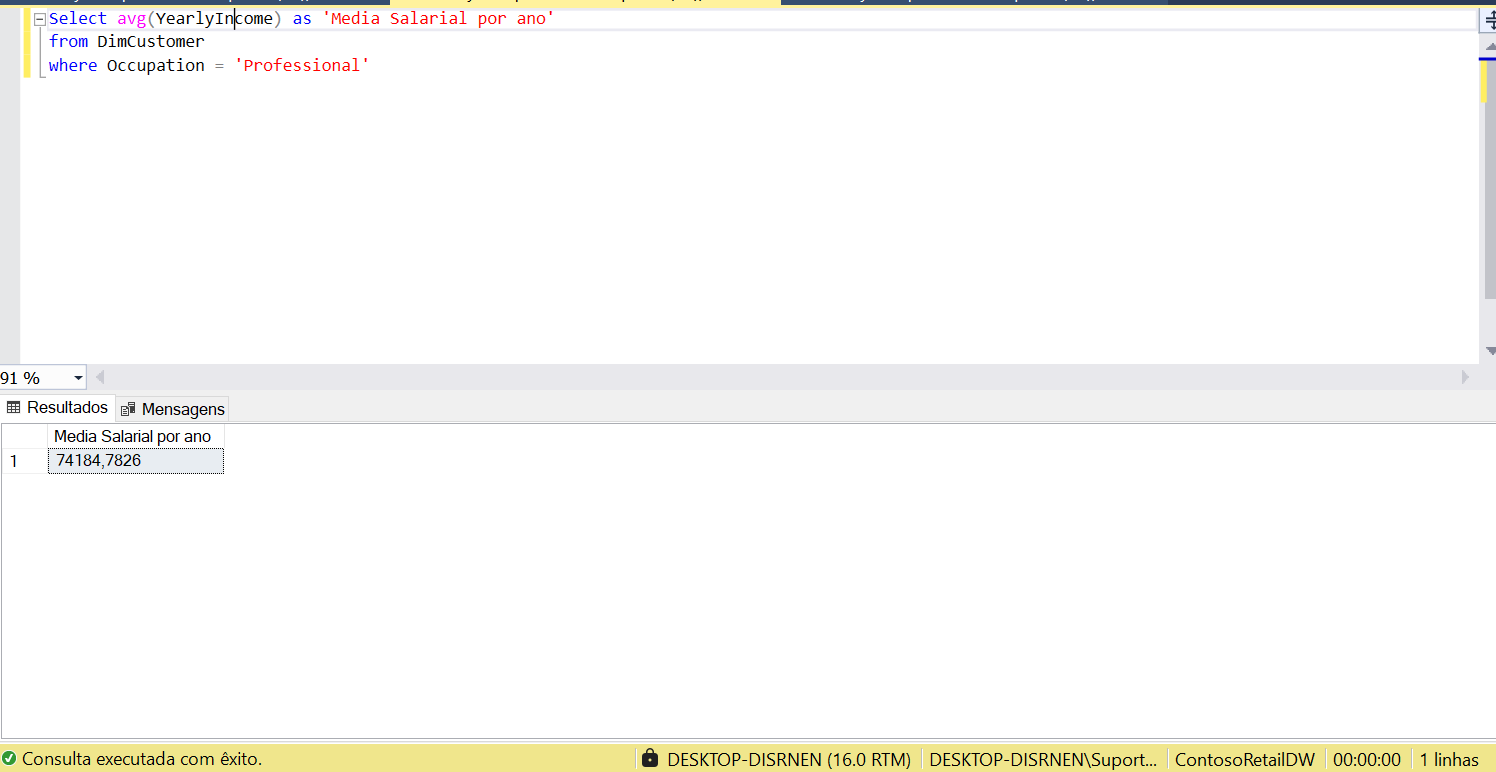 Select avg(YearlyIncome) as 'Media Salarial por ano'
from DimCustomer
where Occupation = 'Professional'
91 %
Resultados Mensagens
Media Salarial por ano
1 74184,7826
Consulta executada com êxito. DESKTOP-DISRNEN (16.0 RTM) DESKTOP-DISRNEN\Suport... ContosoRetailDW 00:00:00 1 linhas